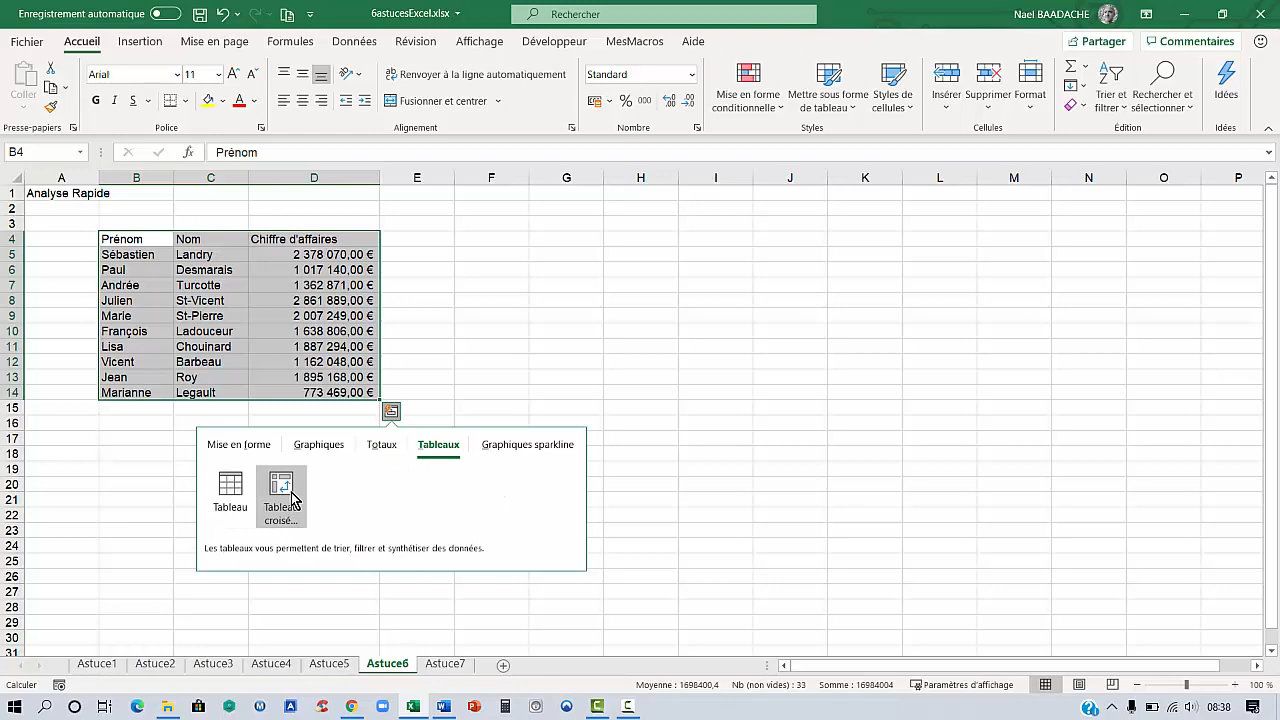 Enregistrement automatique 6astucesExcel.xlsx Rechercher Nael BAADACHE
Fichier Accueil Insertion Mise en page Formules Données Révision Affichage Développeur MesMacros Aide Partager Commentaires
Coller Arial 11 Renvoyer à la ligne automatiquement Standard
G I S Fusionner et centrer % 000 Mise en forme conditionnelle Mettre sous forme de tableau Styles de cellules Insérer Supprimer Format Trier et filtrer Rechercher et sélectionner Idées
Presse-papiers Police Alignement Nombre Styles Cellules Édition Idées
B4 fx Prénom
A B C D E F G H I J K L M N O P
1 Analyse Rapide
2
3
4 Prénom Nom Chiffre d'affaires
5 Sébastien Landry 2 378 070,00 €
6 Paul Desmarais 1 017 140,00 €
7 Andrée Turcotte 1 362 871,00 €
8 Julien St-Vicent 2 861 889,00 €
9 Marie St-Pierre 2 007 249,00 €
10 François Ladouceur 1 638 806,00 €
11 Lisa Chouinard 1 887 294,00 €
12 Vicent Barbeau 1 162 048,00 €
13 Jean Roy 1 895 168,00 €
14 Marianne Legault 773 469,00 €
15
16
17 Mise en forme Graphiques Totaux Tableaux Graphiques sparkline
18
19
20
21 Tableau Tableau
22 croisé...
23
24 Les tableaux vous permettent de trier, filtrer et synthétiser des données.
25
26
27
28
29
30
31
Astuce1 Astuce2 Astuce3 Astuce4 Astuce5 Astuce6 Astuce7
Calculer Moyenne : 1698400,4 Nb (non vides) : 33 Somme : 16984004 Paramètres d'affichage 100 %
08:38